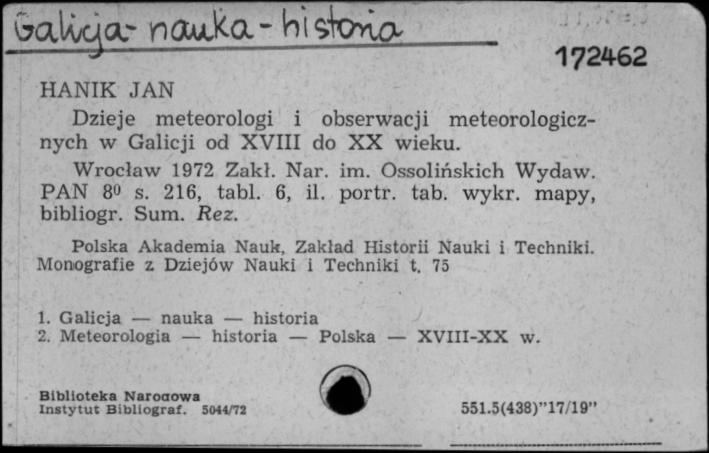 Galicja - nauka - historia
172462
HANIK JAN
Dzieje meteorologi i obserwacji meteorologicz-
nych w Galicji od XVIII do XX wieku.
Wrocław 1972 Zakł. Nar. im. Ossolińskich Wydaw.
PAN 8⁰ s. 216, tabl. 6, il. portr. tab. wykr. mapy,
bibliogr. Sum. Rez.
Polska Akademia Nauk, Zakład Historii Nauki i Techniki.
Monografie z Dziejów Nauki i Techniki t. 75
1. Galicja — nauka — historia
2. Meteorologia — historia — Polska — XVIII-XX w.
Biblioteka Narodowa
Instytut Bibliograf. 5044/72
551.5(438)"17/19"